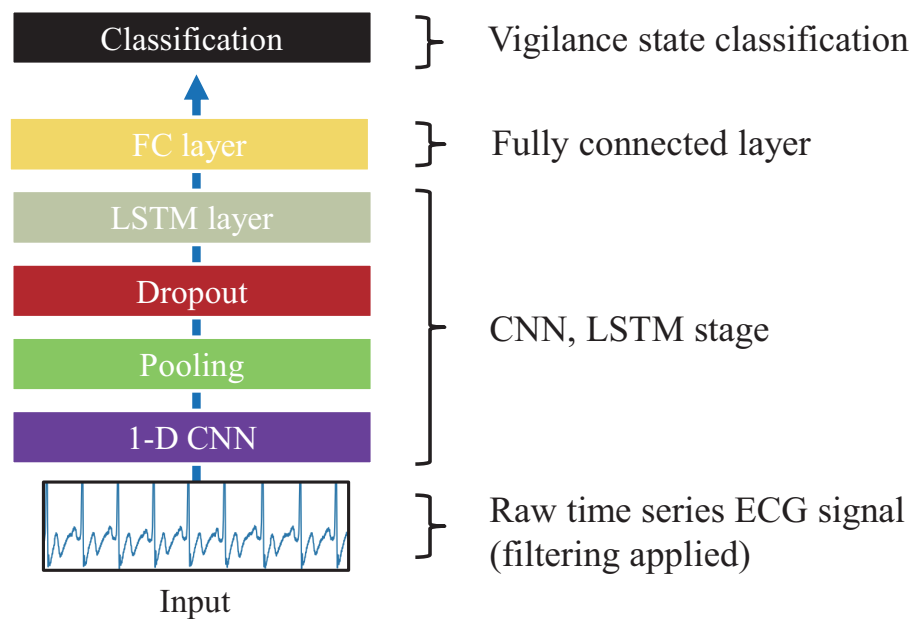 Classification
Vigilance state classification
FC layer
Fully connected layer
LSTM layer
Dropout
CNN, LSTM stage
Pooling
1-D CNN
Raw time series ECG signal
(filtering applied)
Input